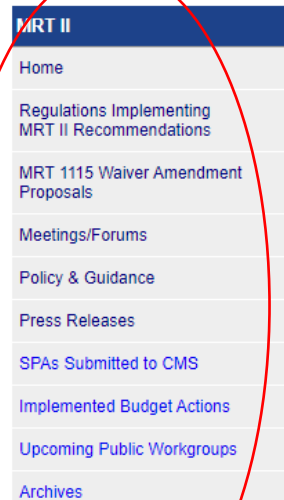 MRT II
Home
Regulations Implementing
MRT II Recommendations
MRT 1115 Waiver Amendment
Proposals
Meetings/Forums
Policy & Guidance
Press Releases
SPAs Submitted to CMS
Implemented Budget Actions
Upcoming Public Workgroups
Archives